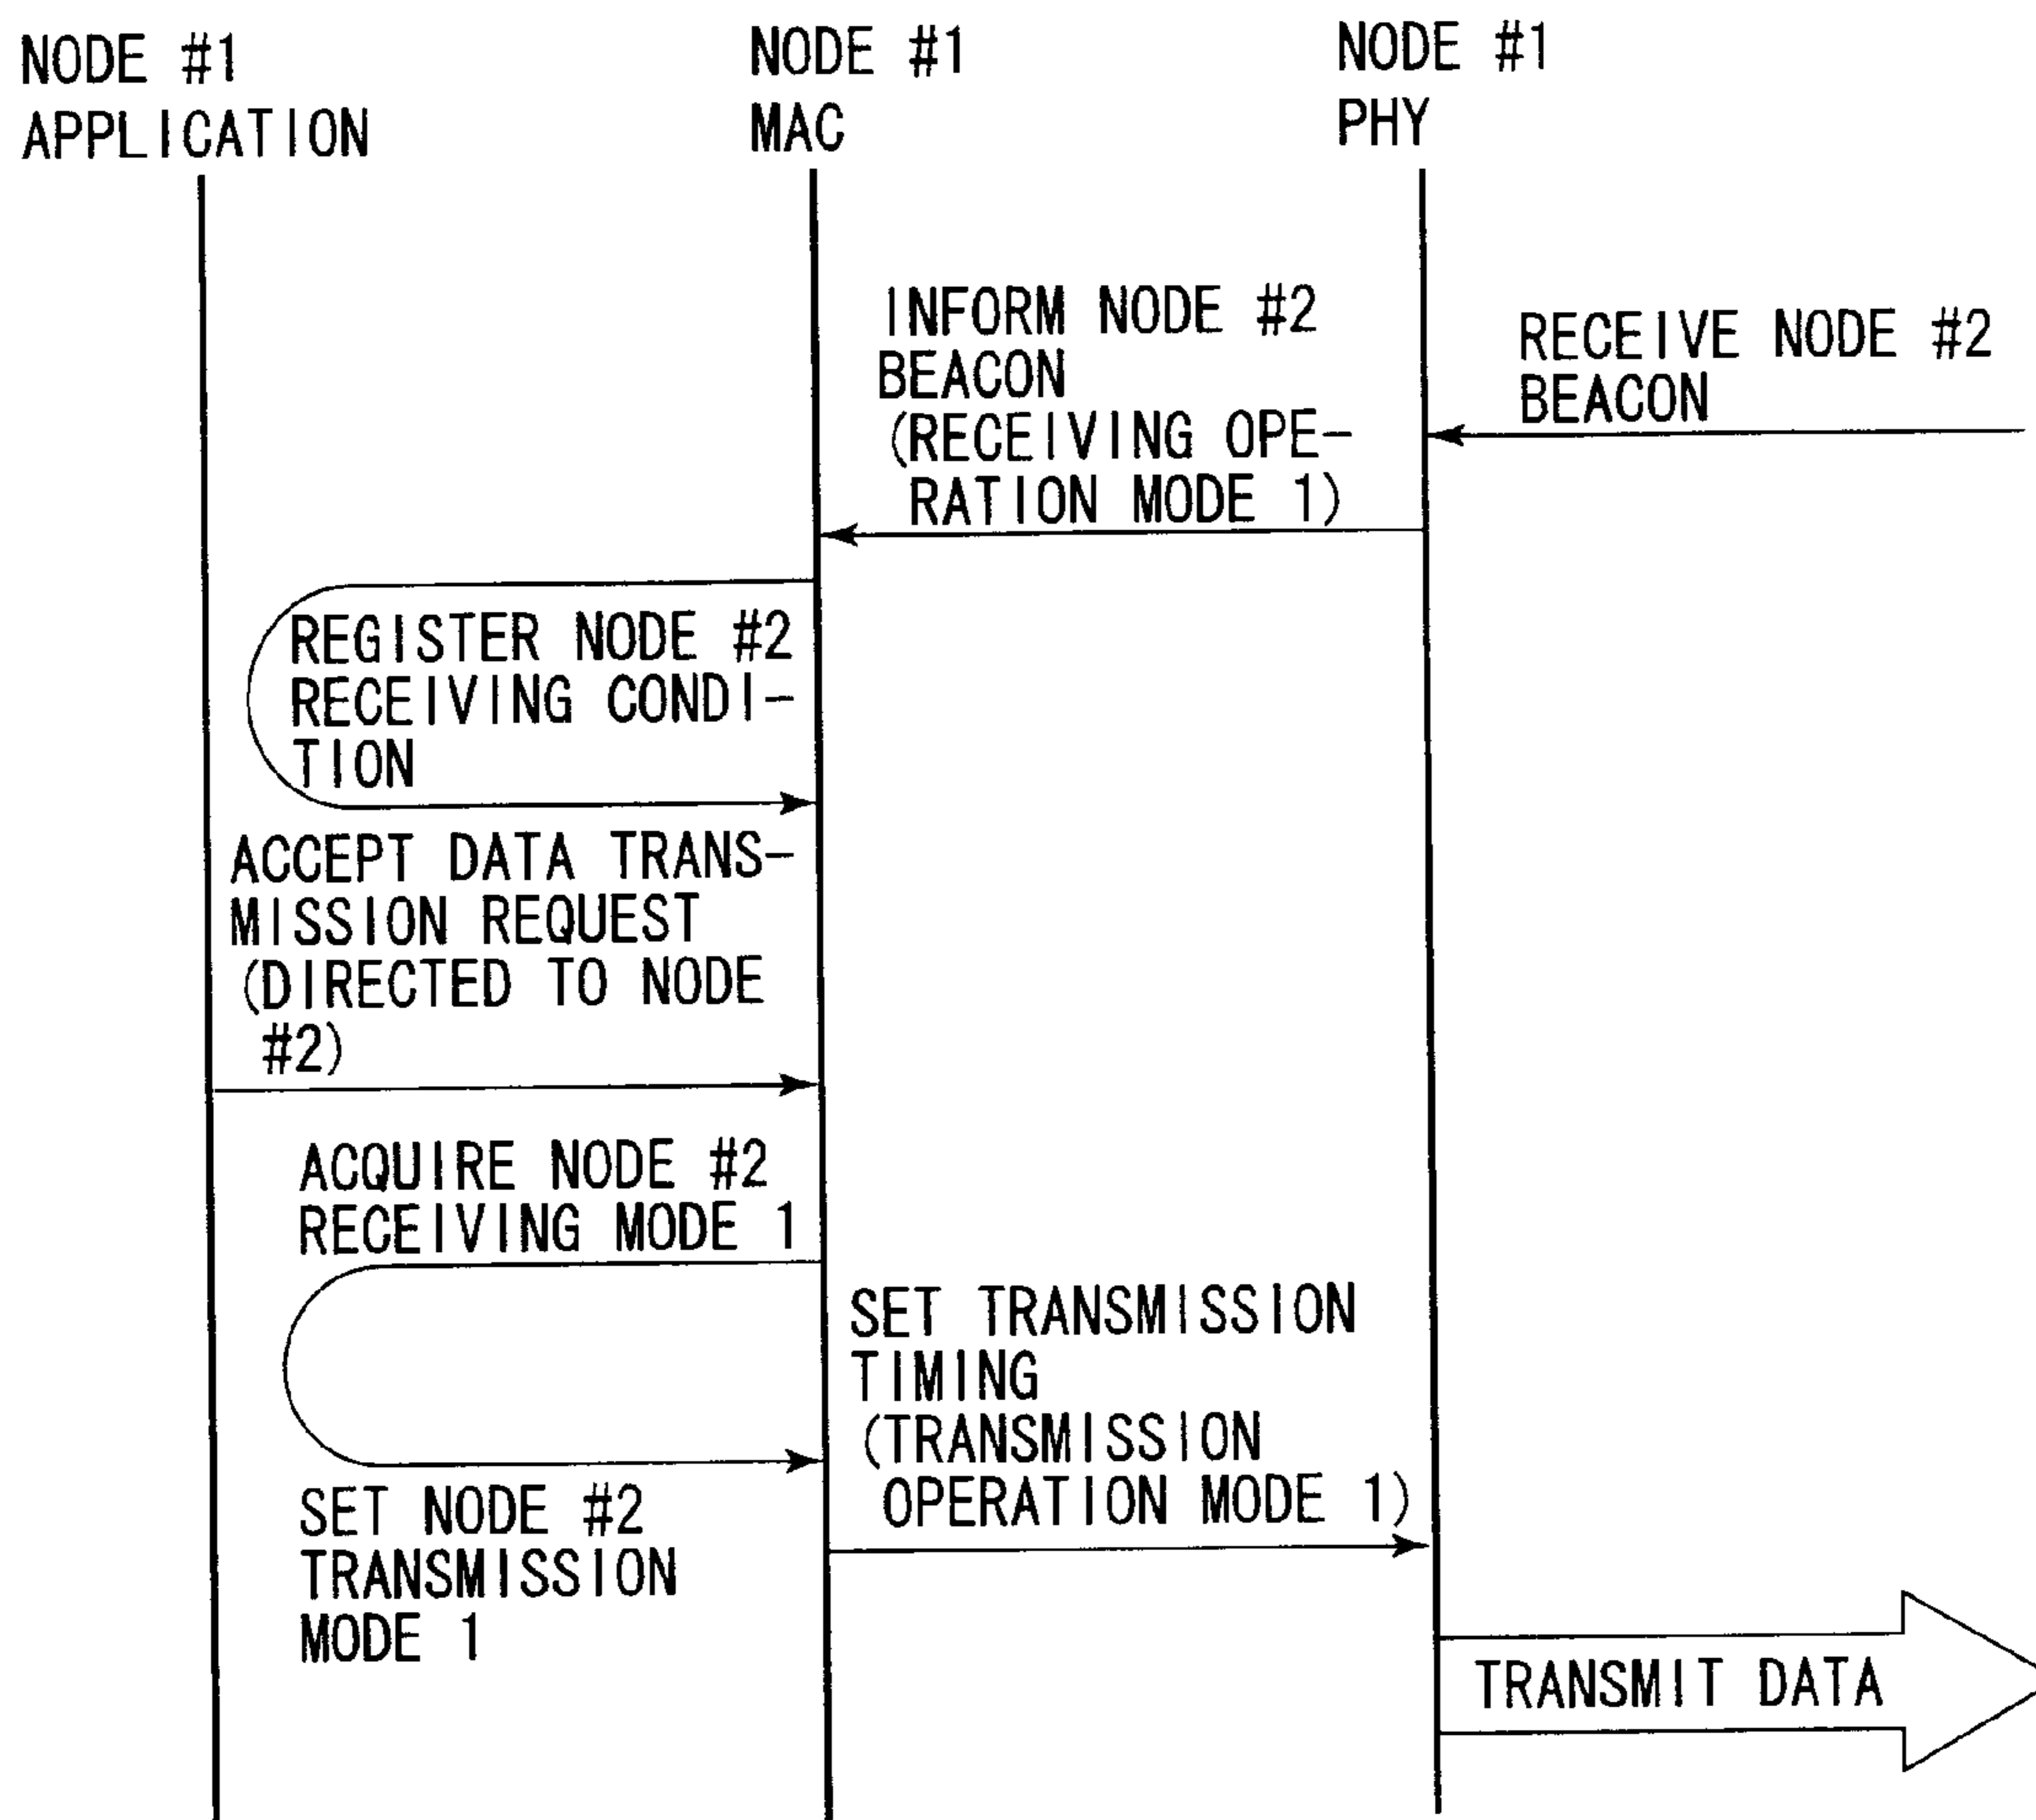 NODE #1
APPLICATION
NODE #1
MAC
NODE #1
PHY
INFORM NODE #2
BEACON
(RECEIVING OPE-
RATION MODE 1)
RECEIVE NODE #2
BEACON
REGISTER NODE #2
RECEIVING CONDI-
TION
ACCEPT DATA TRANS-
MISSION REQUEST
(DIRECTED TO NODE
#2)
ACQUIRE NODE #2
RECEIVING MODE 1
SET TRANSMISSION
TIMING
(TRANSMISSION
OPERATION MODE 1)
SET NODE #2
TRANSMISSION
MODE 1
TRANSMIT DATA